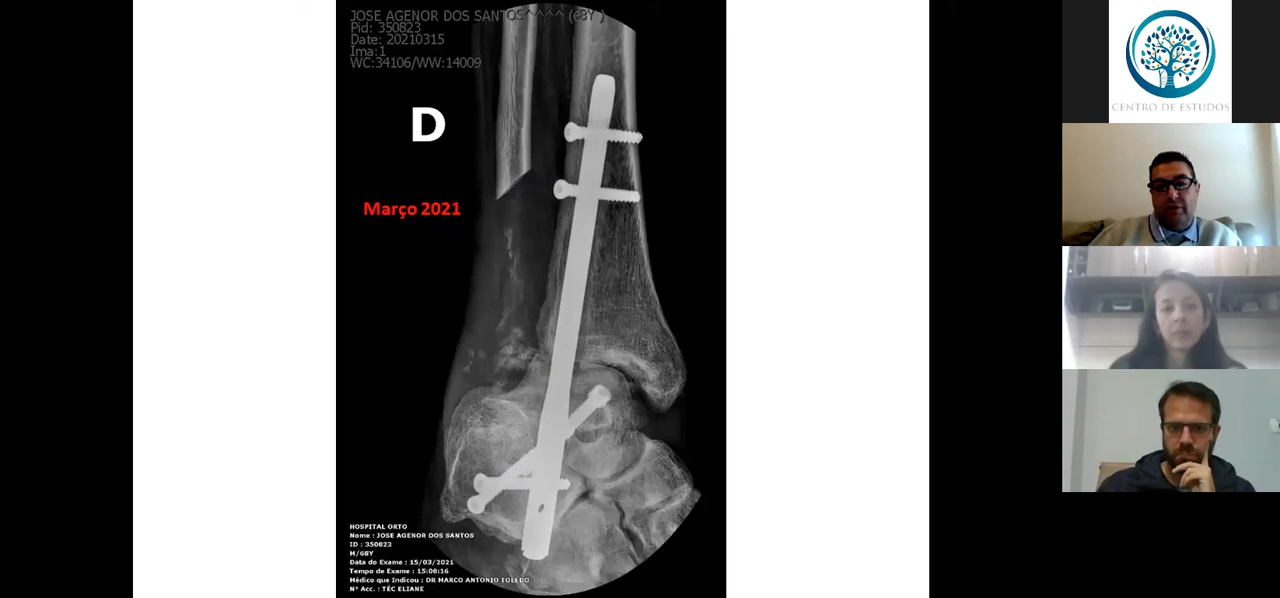 JOSE AGENOR DOS SANTOS^^^^ (68Y )
Pid: 350823
Date: 20210315
Ima:1
WC:34106/WW:14009
D
Março 2021
HOSPITAL ORTO
Nome : JOSE AGENOR DOS SANTOS
ID : 350823
M/68Y
Data do Exame : 15/03/2021
Tempo de Exame : 15:08:16
Médico que Indicou : DR MARCO ANTONIO TOLEDO
Nº Acc. : TÉC ELIANE
CENTRO DE ESTUDOS